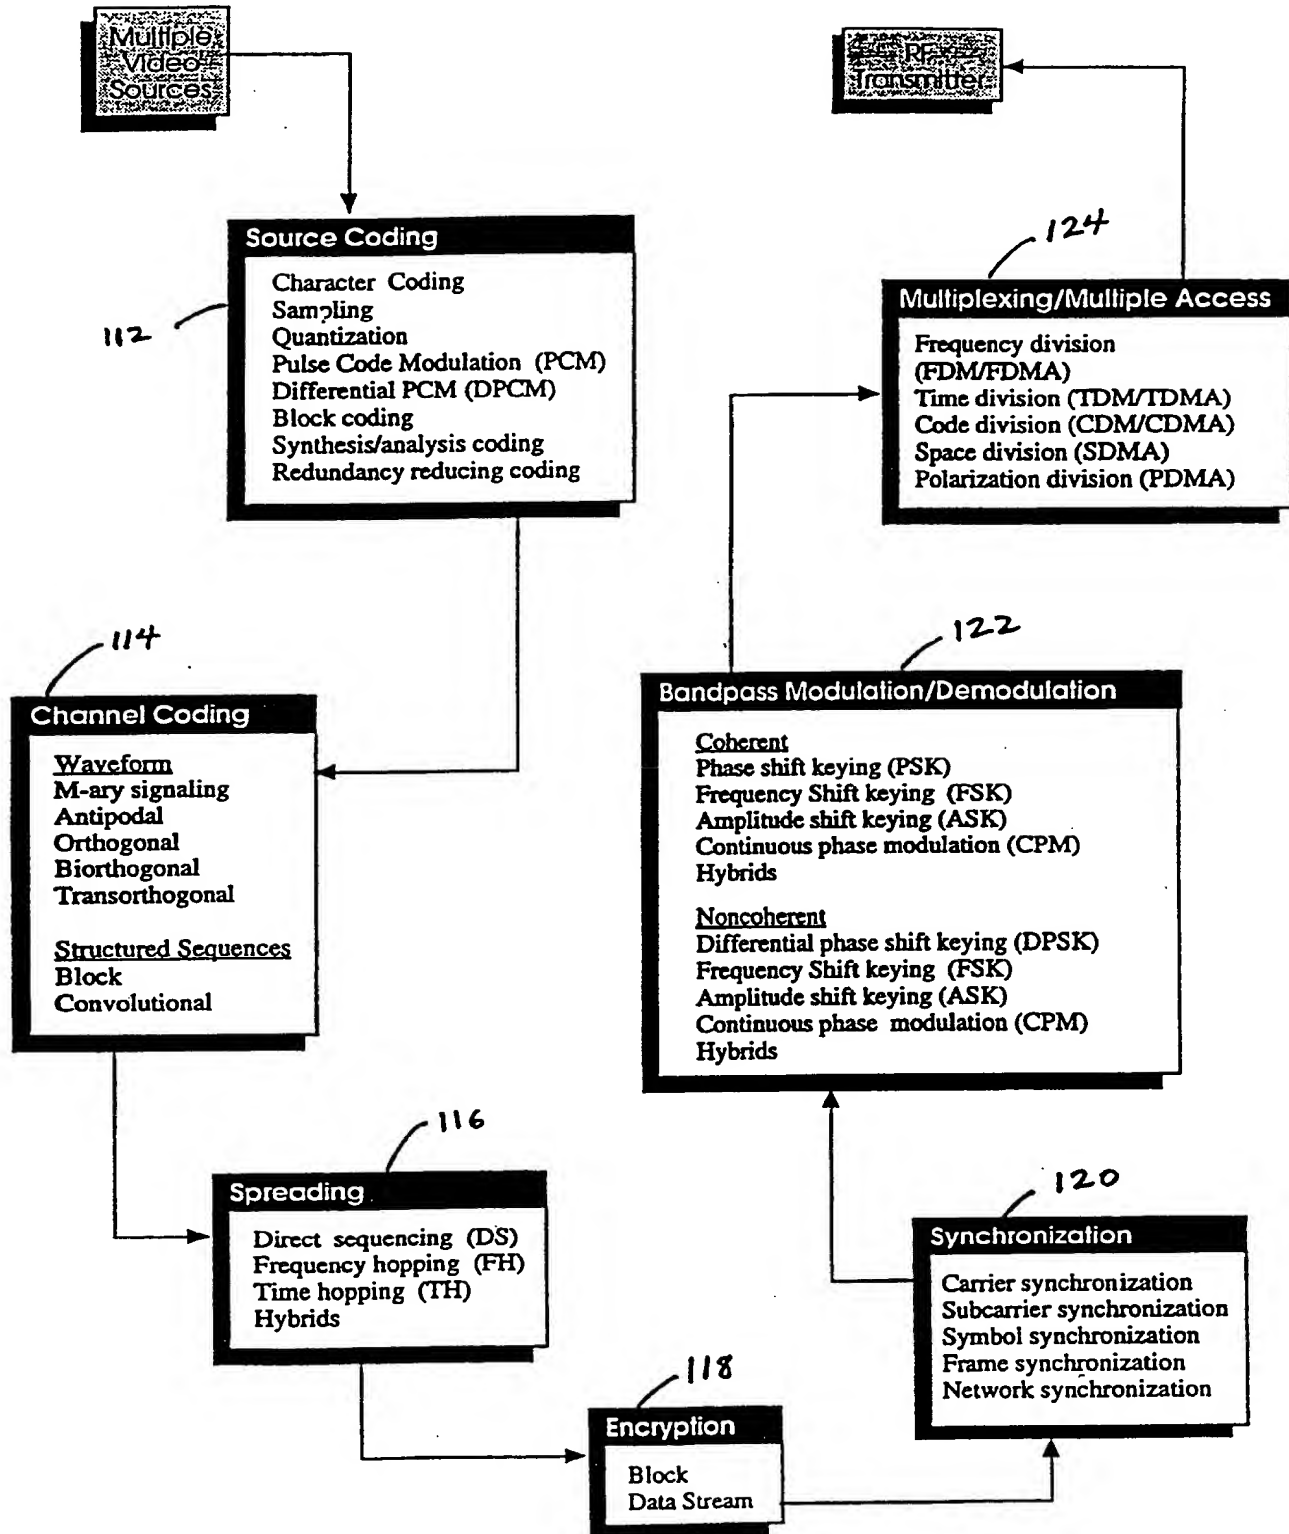 Multiple
Video
Sources
RF
Transmitter
Source Coding
Character Coding
Sampling
Quantization
Pulse Code Modulation (PCM)
Differential PCM (DPCM)
Block coding
Synthesis/analysis coding
Redundancy reducing coding
112
124
Multiplexing/Multiple Access
Frequency division
(FDM/FDMA)
Time division (TDM/TDMA)
Code division (CDM/CDMA)
Space division (SDMA)
Polarization division (PDMA)
114
Channel Coding
Waveform
M-ary signaling
Antipodal
Orthogonal
Biorthogonal
Transorthogonal
Structured Sequences
Block
Convolutional
122
Bandpass Modulation/Demodulation
Coherent
Phase shift keying (PSK)
Frequency Shift keying (FSK)
Amplitude shift keying (ASK)
Continuous phase modulation (CPM)
Hybrids
Noncoherent
Differential phase shift keying (DPSK)
Frequency Shift keying (FSK)
Amplitude shift keying (ASK)
Continuous phase modulation (CPM)
Hybrids
116
Spreading
Direct sequencing (DS)
Frequency hopping (FH)
Time hopping (TH)
Hybrids
120
Synchronization
Carrier synchronization
Subcarrier synchronization
Symbol synchronization
Frame synchronization
Network synchronization
118
Encryption
Block
Data Stream